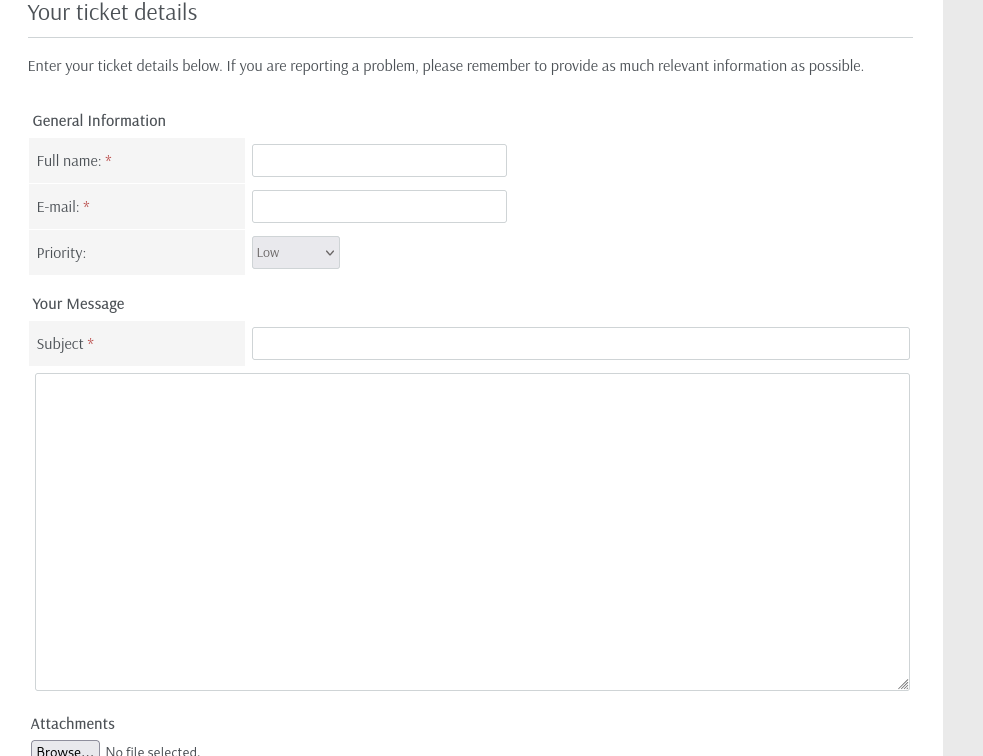 Your ticket details
Enter your ticket details below. If you are reporting a problem, please remember to provide as much relevant information as possible.
General Information
Full name: *
E-mail: *
Priority:
Low
Your Message
Subject *
Attachments
Browse... No file selected.